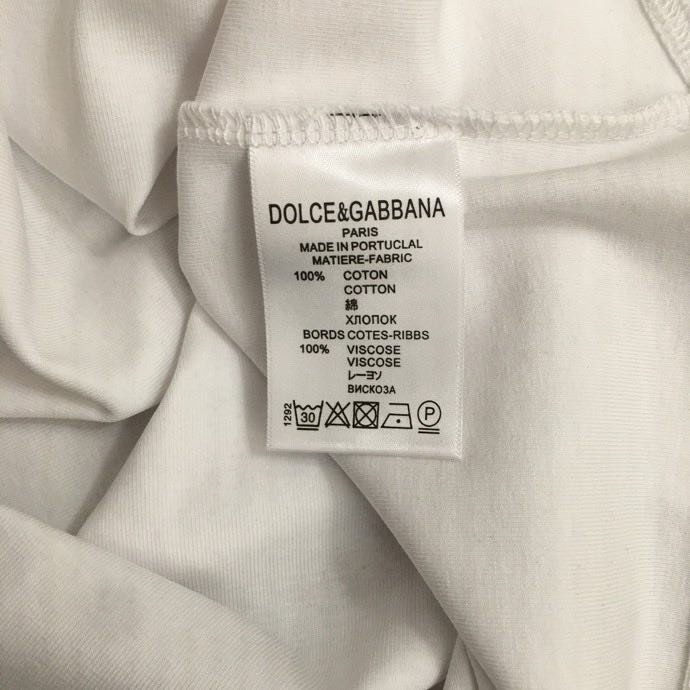 DOLCE&GABBANA
PARIS
MADE IN PORTUCLAL
MATIERE-FABRIC
100% COTON
COTTON
綿
ХЛОПОК
BORDS COTES-RIBBS
100% VISCOSE
VISCOSE
レーヨソ
ВИСКОЗА
1292
30
P